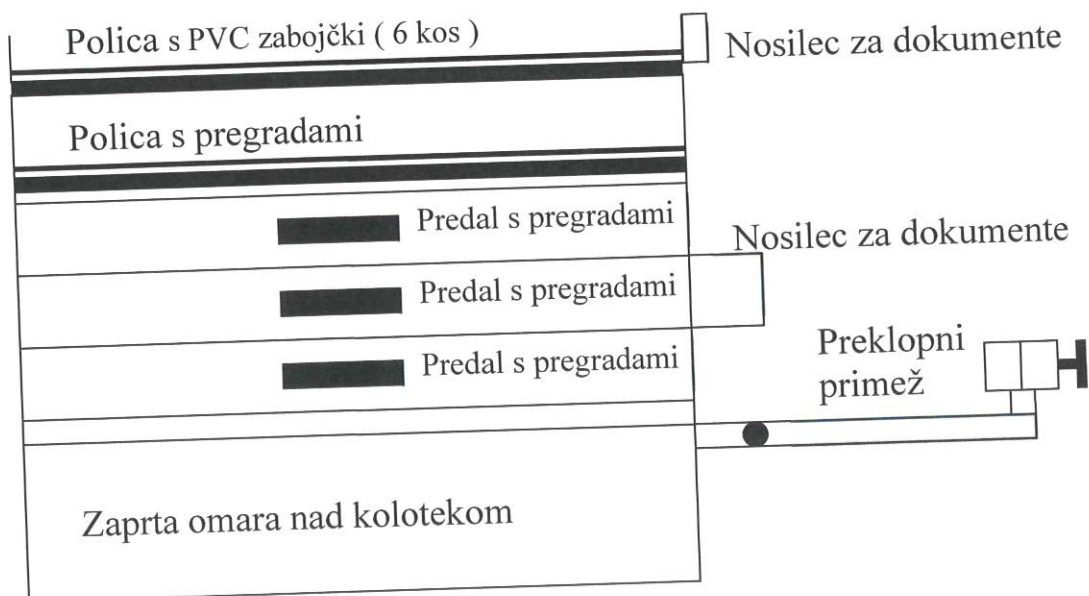 Polica s PVC zabojčki ( 6 kos )
Nosilec za dokumente
Polica s pregradami
Predal s pregradami
Nosilec za dokumente
Predal s pregradami
Predal s pregradami
Preklopni
primež
Zaprta omara nad kolotekom